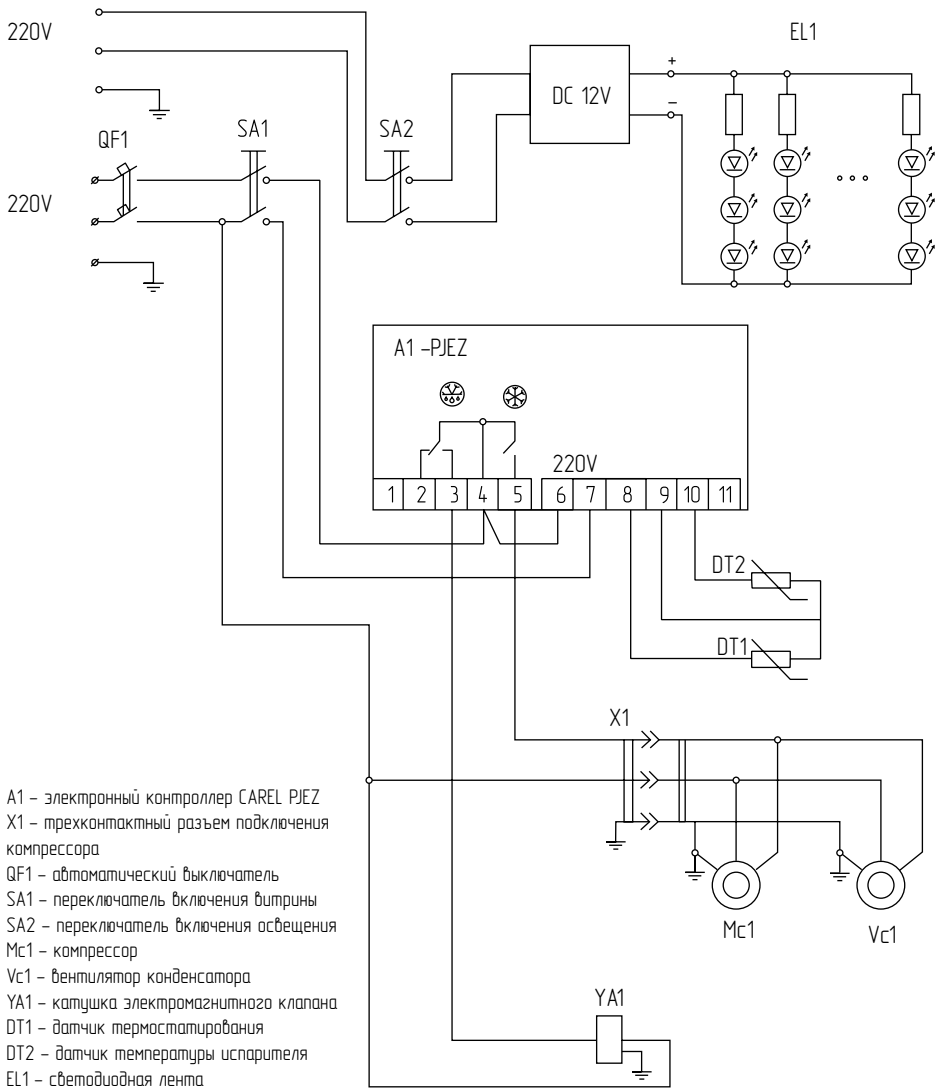 220V
EL1
DC 12V
+
–
QF1
SA1
SA2
220V
A1 –PJEZ
220V
1 2 3 4 5 6 7 8 9 10 11
DT2
DT1
X1
Mc1
Vc1
YA1
A1 – электронный контроллер CAREL PJEZ
X1 – трехконтактный разъем подключения
компрессора
QF1 – автоматический выключатель
SA1 – переключатель включения витрины
SA2 – переключатель включения освещения
Mc1 – компрессор
Vc1 – вентилятор конденсатора
YA1 – катушка электромагнитного клапана
DT1 – датчик термостатирования
DT2 – датчик температуры испарителя
EL1 – светодиодная лента